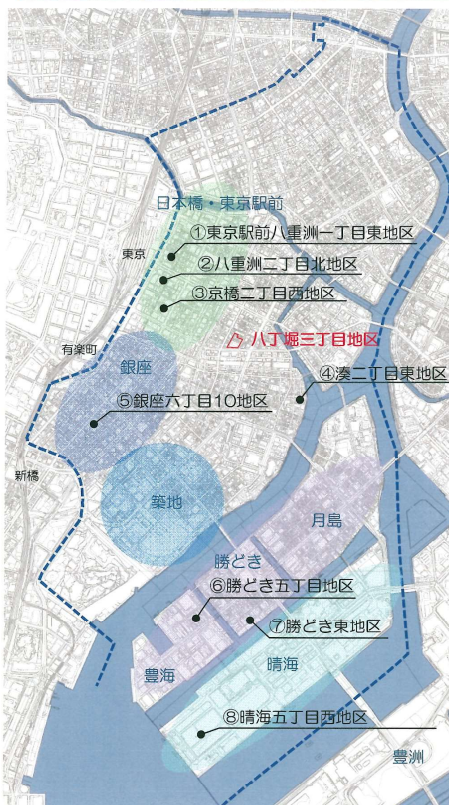 日本橋・東京駅前
①東京駅前八重洲一丁目東地区
東京
②八重洲二丁目北地区
③京橋二丁目西地区
八丁堀三丁目地区
有楽町
銀座
④湊二丁目東地区
⑤銀座六丁目10地区
新橋
築地
月島
勝どき
⑥勝どき五丁目地区
⑦勝どき東地区
豊海
晴海
⑧晴海五丁目西地区
豊洲